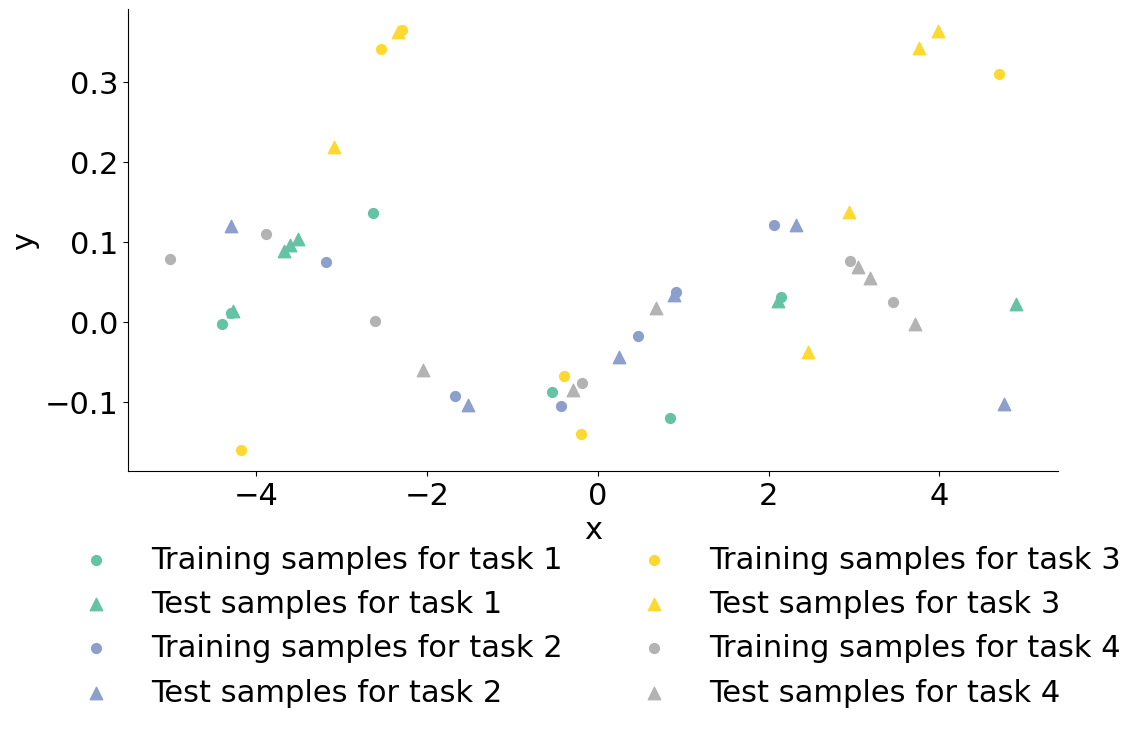 0.3
0.2
0.1
0.0
−0.1
y
−4 −2 0 2 4
x
Training samples for task 1
Test samples for task 1
Training samples for task 2
Test samples for task 2
Training samples for task 3
Test samples for task 3
Training samples for task 4
Test samples for task 4